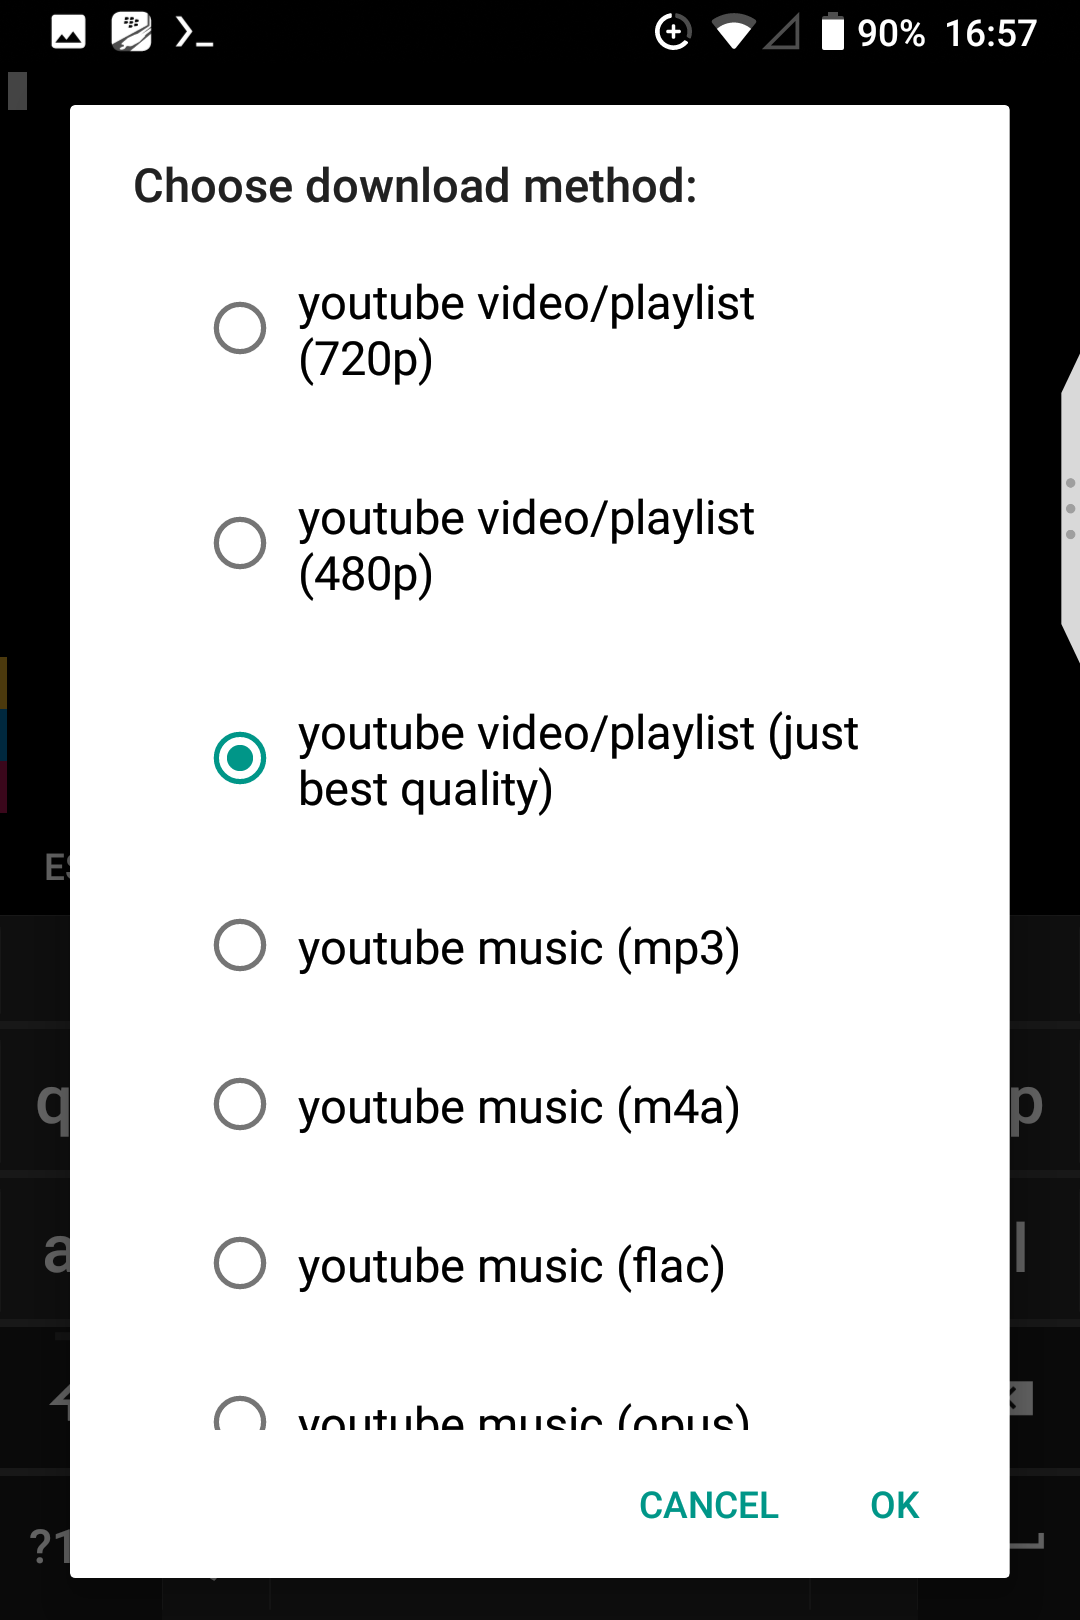 90% 16:57
Choose download method:
youtube video/playlist
(720p)
youtube video/playlist
(480p)
youtube video/playlist (just
best quality)
youtube music (mp3)
youtube music (m4a)
youtube music (flac)
youtube music (opus)
CANCEL OK
q p
a l
?1